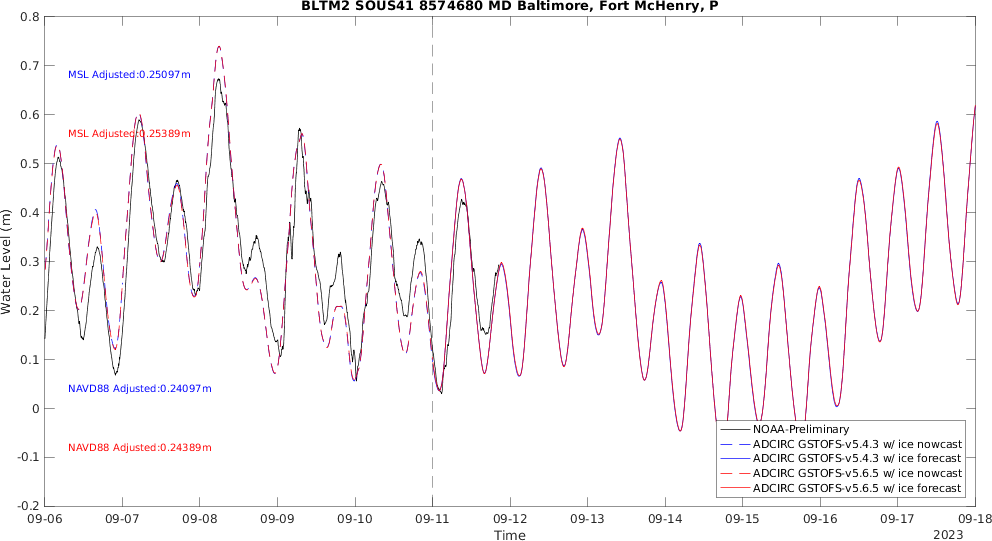 BLTM2 SOUS41 8574680 MD Baltimore, Fort McHenry, P
0.8
0.7
0.6
0.5
0.4
0.3
0.2
0.1
0
-0.1
-0.2
Water Level (m)
MSL Adjusted:0.25097m
MSL Adjusted:0.25389m
NAVD88 Adjusted:0.24097m
NAVD88 Adjusted:0.24389m
NOAA-Preliminary
ADCIRC GSTOFS-v5.4.3 w/ ice nowcast
ADCIRC GSTOFS-v5.4.3 w/ ice forecast
ADCIRC GSTOFS-v5.6.5 w/ ice nowcast
ADCIRC GSTOFS-v5.6.5 w/ ice forecast
09-06 09-07 09-08 09-09 09-10 09-11 09-12 09-13 09-14 09-15 09-16 09-17 09-18
Time
2023